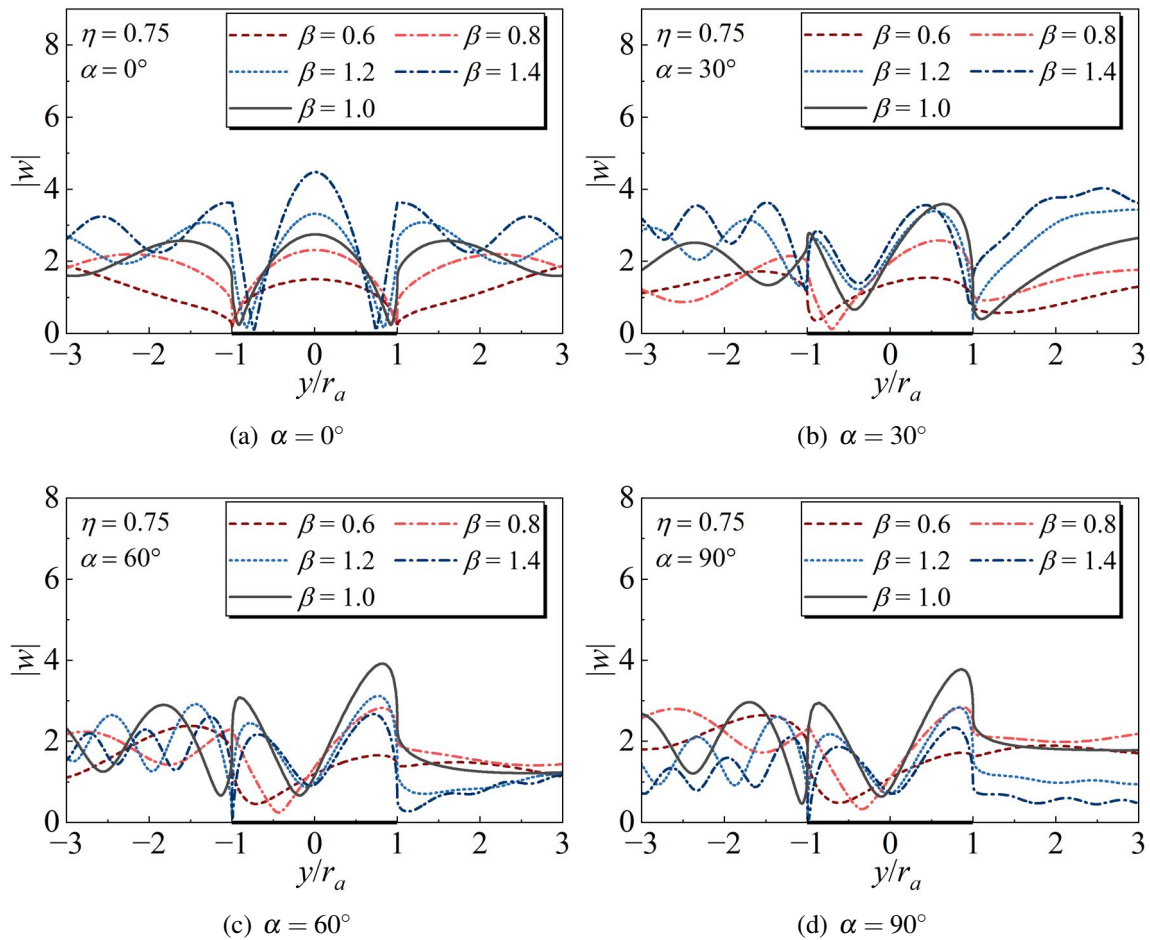 η = 0.75
α = 0°
β = 0.6 β = 0.8
β = 1.2 β = 1.4
β = 1.0
|w|
8
6
4
2
0
−3 −2 −1 0 1 2 3
y/rₐ
(a) α = 0°
η = 0.75
α = 30°
β = 0.6 β = 0.8
β = 1.2 β = 1.4
β = 1.0
|w|
8
6
4
2
0
−3 −2 −1 0 1 2 3
y/rₐ
(b) α = 30°
η = 0.75
α = 60°
β = 0.6 β = 0.8
β = 1.2 β = 1.4
β = 1.0
|w|
8
6
4
2
0
−3 −2 −1 0 1 2 3
y/rₐ
(c) α = 60°
η = 0.75
α = 90°
β = 0.6 β = 0.8
β = 1.2 β = 1.4
β = 1.0
|w|
8
6
4
2
0
−3 −2 −1 0 1 2 3
y/rₐ
(d) α = 90°